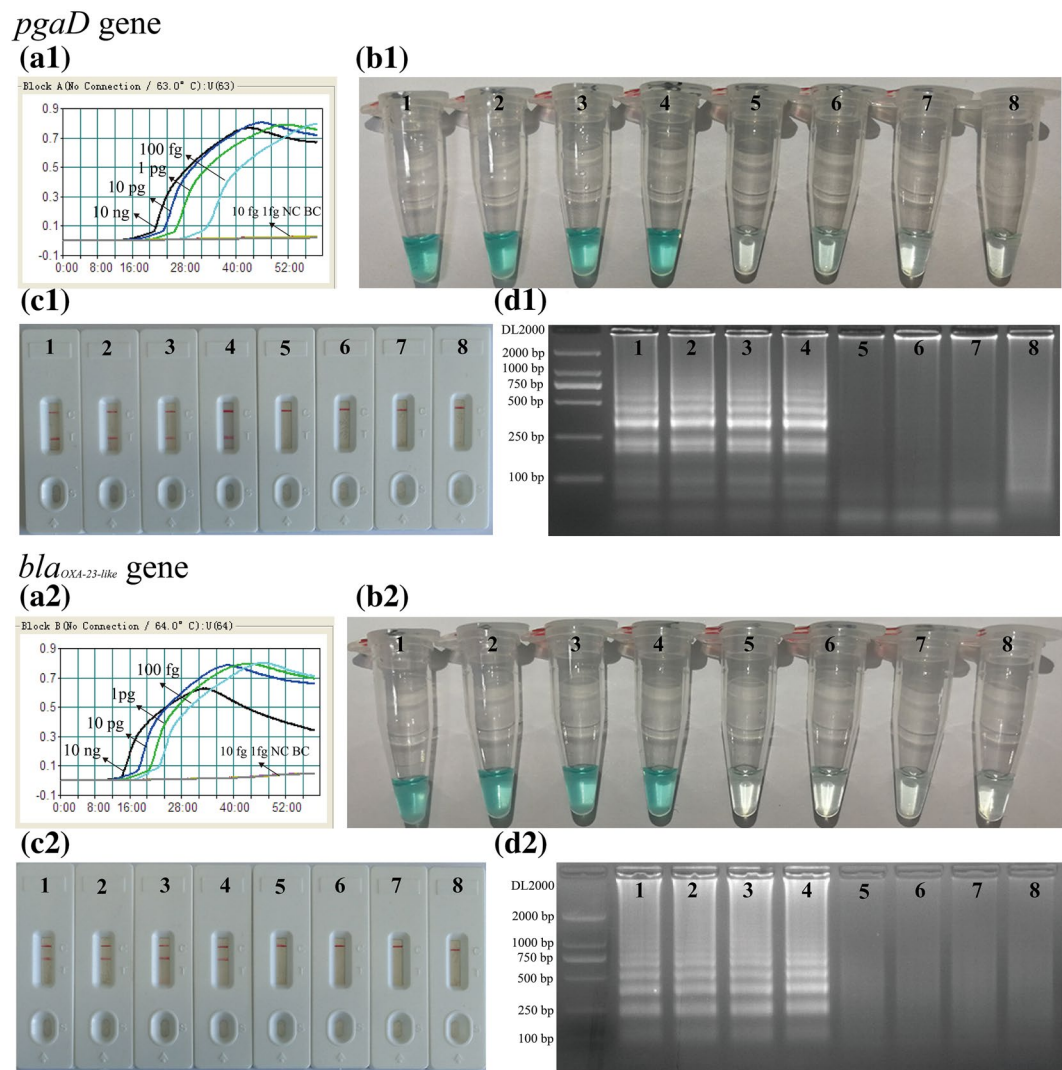 pgaD gene
(a1)
Block A(No Connection / 63.0° C):U(63)
0.9
0.7
0.5
0.3
0.1
-0.1
100 fg
1 pg
10 pg
10 ng
10 fg 1fg NC BC
0:00 8:00 16:00 28:00 40:00 52:00
(b1)
1 2 3 4 5 6 7 8
(c1)
1 2 3 4 5 6 7 8
C C C C C C C C
T T T T T T T T
S S S S S S S S
(d1)
DL2000
2000 bp
1000 bp
750 bp
500 bp
250 bp
100 bp
1 2 3 4 5 6 7 8
blaOXA-23-like gene
(a2)
Block B(No Connection / 64.0° C):U(64)
0.9
0.7
0.5
0.3
0.1
-0.1
100 fg
1pg
10 pg
10 ng
10 fg 1fg NC BC
0:00 8:00 16:00 28:00 40:00 52:00
(b2)
1 2 3 4 5 6 7 8
(c2)
1 2 3 4 5 6 7 8
C C C C C C C C
T T T T T T T T
S S S S S S S S
(d2)
DL2000
2000 bp
1000 bp
750 bp
500 bp
250 bp
100 bp
1 2 3 4 5 6 7 8